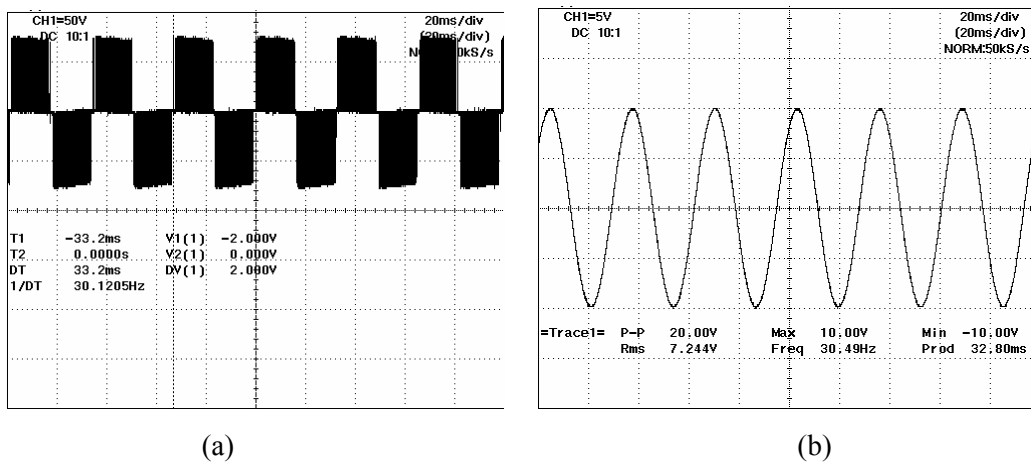 CH1=50V 20ms/div
DC 10:1 (20ms/div)
T1 -33.2ms V1(1) -2.000V
T2 0.0000s V2(1) 0.000V
DT 33.2ms DV(1) 2.000V
1/DT 30.1205Hz
(a)
CH1=5V 20ms/div
DC 10:1 (20ms/div)
NORM:50kS/s
=Trace1= P-P 20.00V Max 10.00V Min -10.00V
Rms 7.244V Freq 30.49Hz Prod 32.80ms
(b)